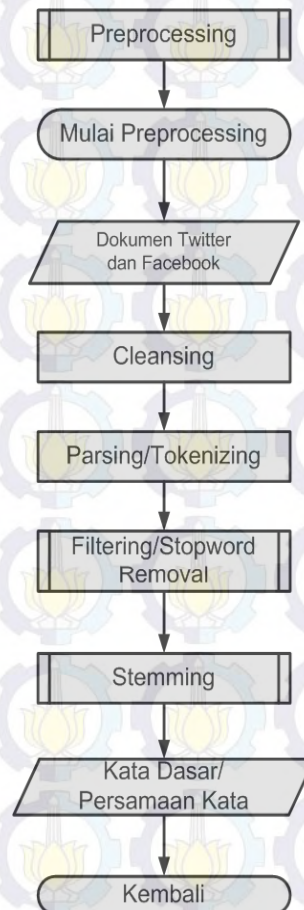 Preprocessing
Mulai Preprocessing
Dokumen Twitter
dan Facebook
Cleansing
Parsing/Tokenizing
Filtering/Stopword
Removal
Stemming
Kata Dasar/
Persamaan Kata
Kembali